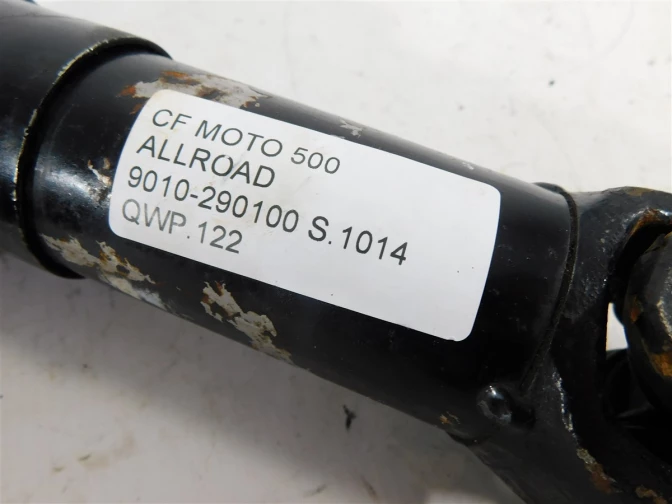 CF MOTO 500
ALLROAD
9010-290100 S.1014
QWP.122